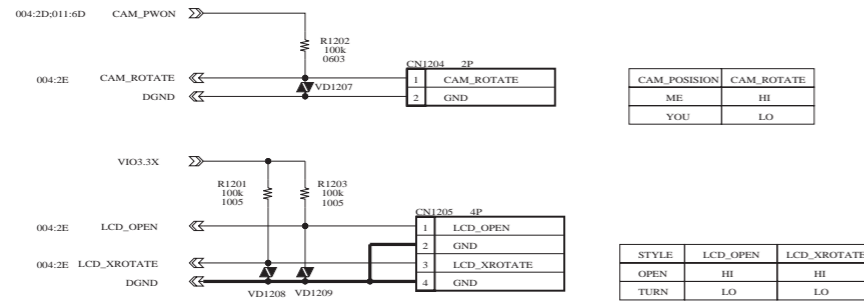 004:2D;011:6D CAM_PWON
R1202
100k
0603
CN1204 2P
004:2E CAM_ROTATE 1 CAM_ROTATE
DGND VD1207 2 GND
CAM_POSISION CAM_ROTATE
ME HI
YOU LO
VIO3.3X
R1201 R1203
100k 100k
1005 1005
CN1205 4P
004:2E LCD_OPEN 1 LCD_OPEN
2 GND
004:2E LCD_XROTATE 3 LCD_XROTATE
DGND 4 GND
VD1208 VD1209
STYLE LCD_OPEN LCD_XROTATE
OPEN HI HI
TURN LO LO